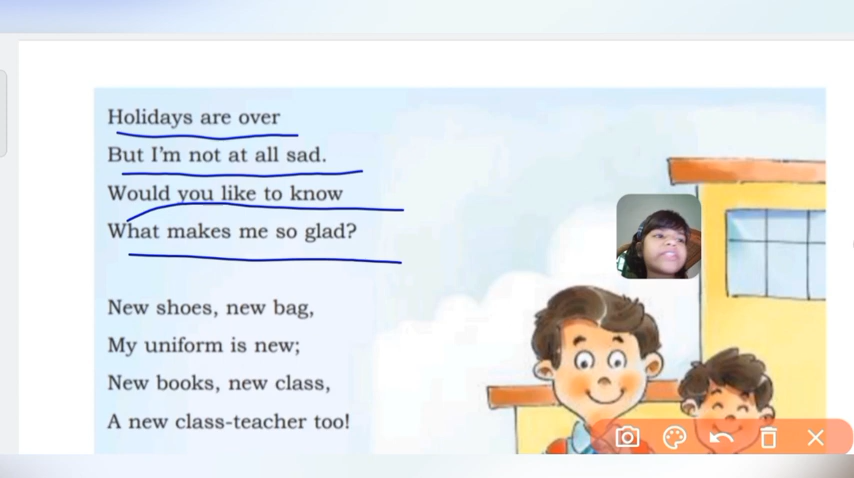 Holidays are over
But I'm not at all sad.
Would you like to know
What makes me so glad?
New shoes, new bag,
My uniform is new;
New books, new class,
A new class-teacher too!